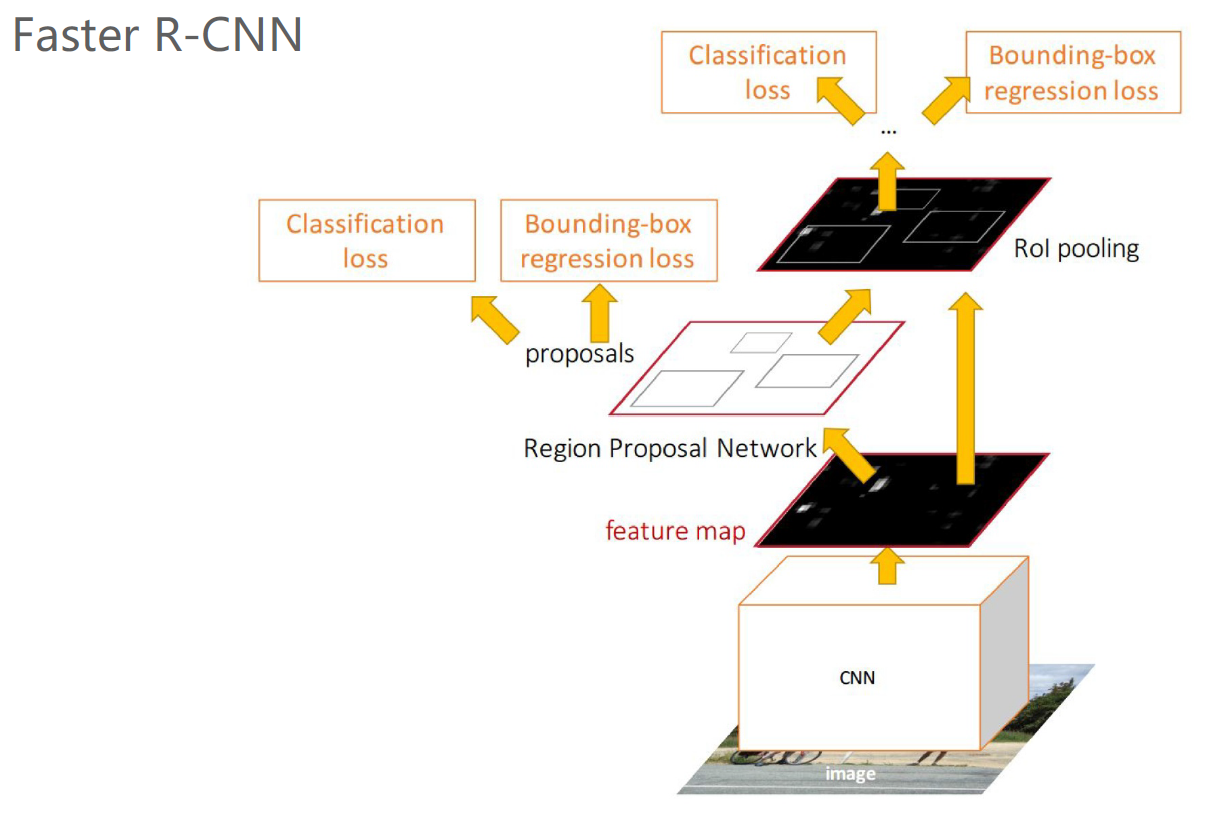 Faster R-CNN
Classification
loss
Bounding-box
regression loss
...
Classification
loss
Bounding-box
regression loss
RoI pooling
proposals
Region Proposal Network
feature map
CNN
image